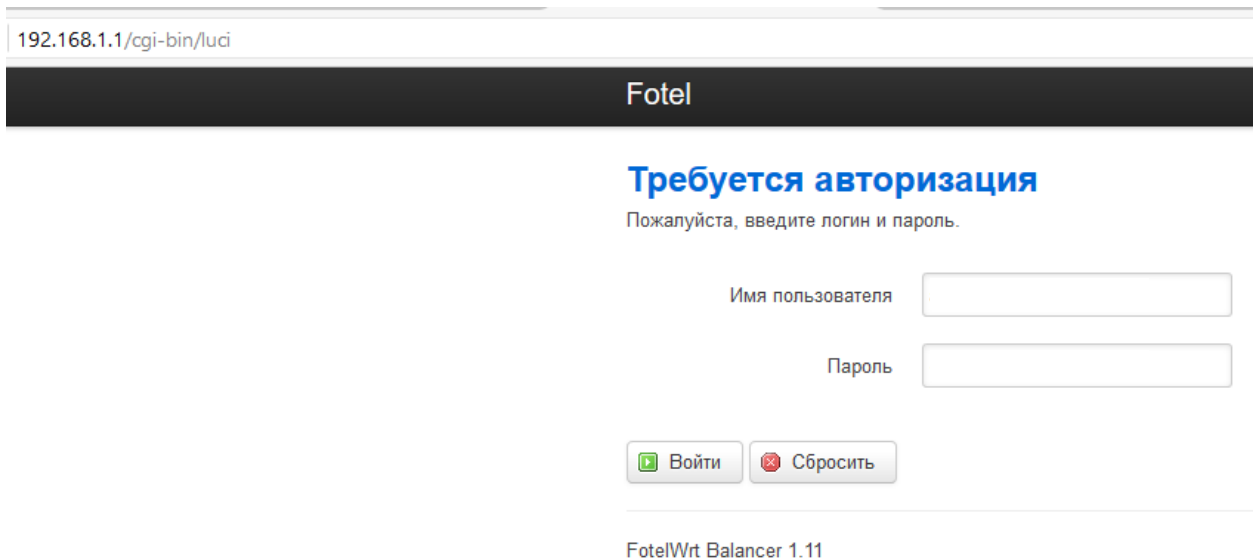 192.168.1.1/cgi-bin/luci
Fotel
Требуется авторизация
Пожалуйста, введите логин и пароль.
Имя пользователя
Пароль
Войти Сбросить
FotelWrt Balancer 1.11